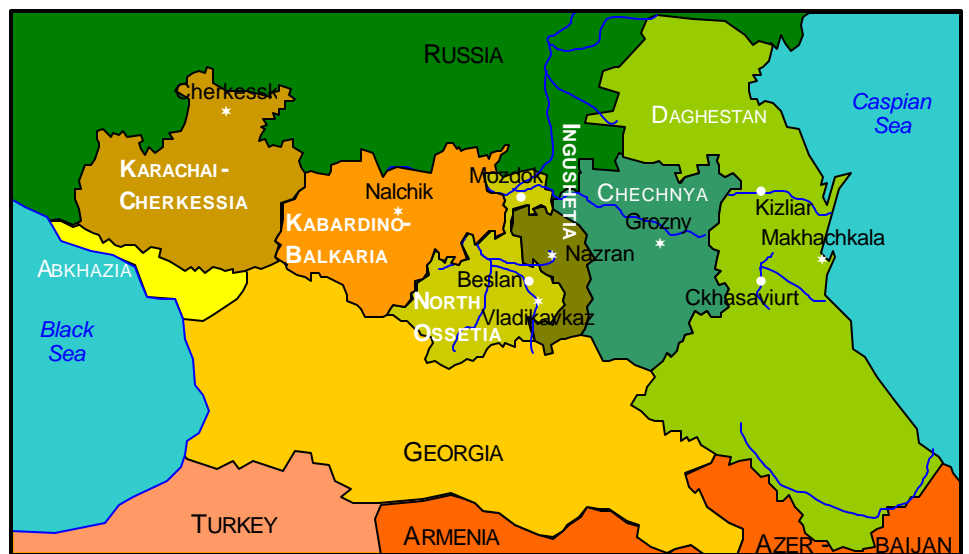 RUSSIA
Cherkessk
DAGHESTAN
Caspian
Sea
INGUSHETIA
KARACHAI -
CHERKESSIA
Nalchik
Mozdok
CHECHNYA
Kizliar
KABARDINO-
BALKARIA
Grozny
Makhachkala
Nazran
ABKHAZIA
Beslan
Ckhasaviurt
NORTH
OSSETIA
Vladikavkaz
Black
Sea
GEORGIA
TURKEY
ARMENIA
AZER - BAIJAN